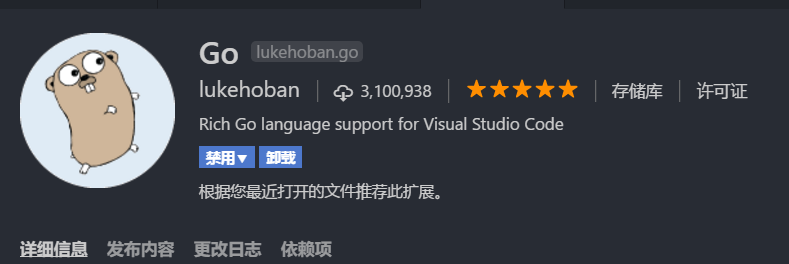 Go lukehoban.go
lukehoban 3,100,938 存储库 许可证
Rich Go language support for Visual Studio Code
禁用▾ 卸载
根据您最近打开的文件推荐此扩展。
详细信息 发布内容 更改日志 依赖项